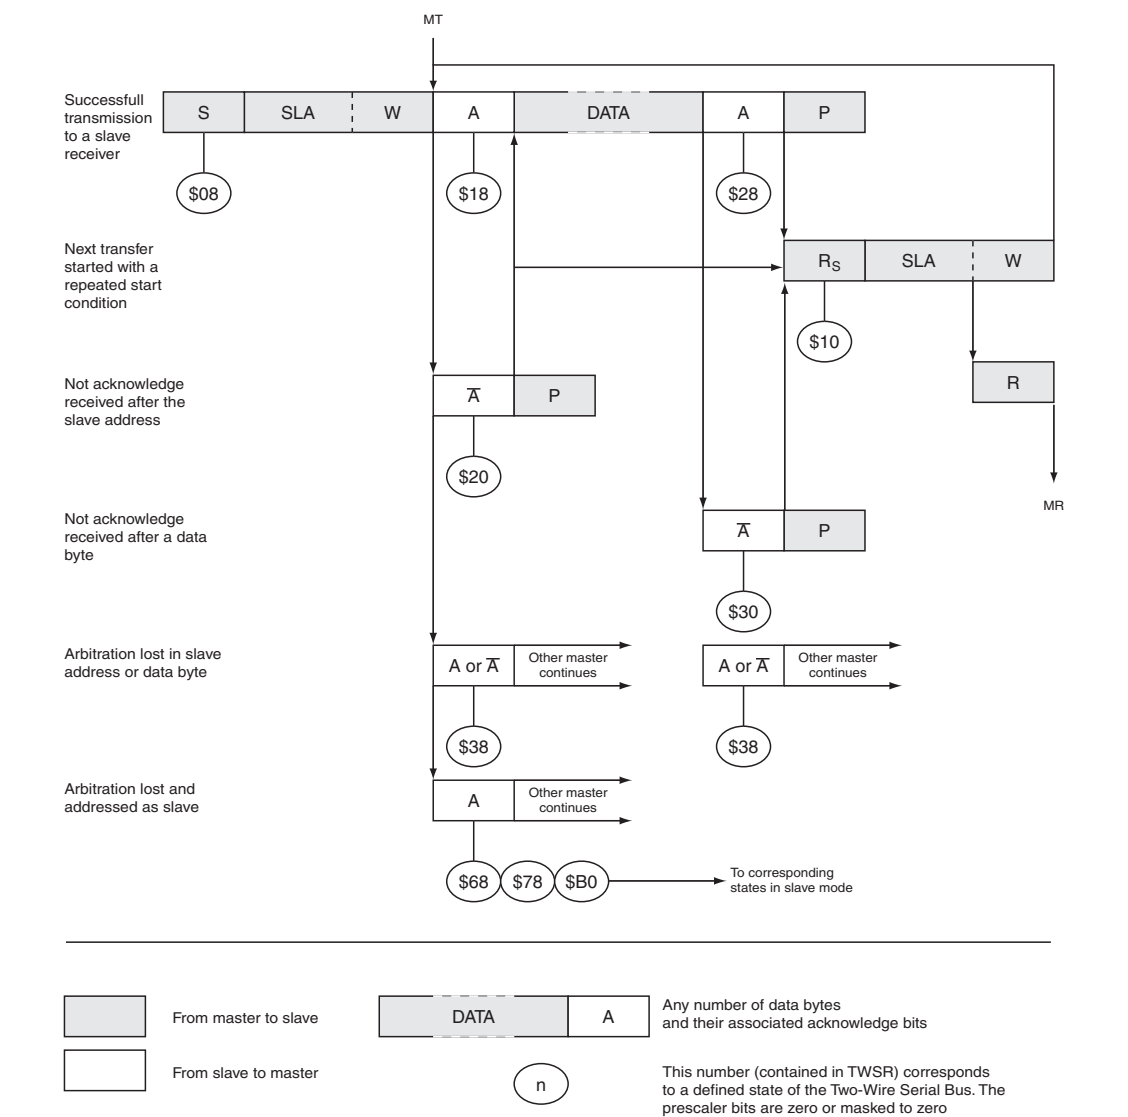 MT
Successfull
transmission
to a slave
receiver
S SLA W A DATA A P
$08 $18 $28
Next transfer
started with a
repeated start
condition
RS SLA W
$10
Not acknowledge
received after the
slave address
A̅ P
R
$20
MR
Not acknowledge
received after a data
byte
A̅ P
$30
Arbitration lost in slave
address or data byte
A or A̅
Other master
continues
A or A̅
Other master
continues
$38 $38
Arbitration lost and
addressed as slave
A
Other master
continues
$68 $78 $B0
To corresponding
states in slave mode
From master to slave
DATA A
Any number of data bytes
and their associated acknowledge bits
From slave to master
n
This number (contained in TWSR) corresponds
to a defined state of the Two-Wire Serial Bus. The
prescaler bits are zero or masked to zero